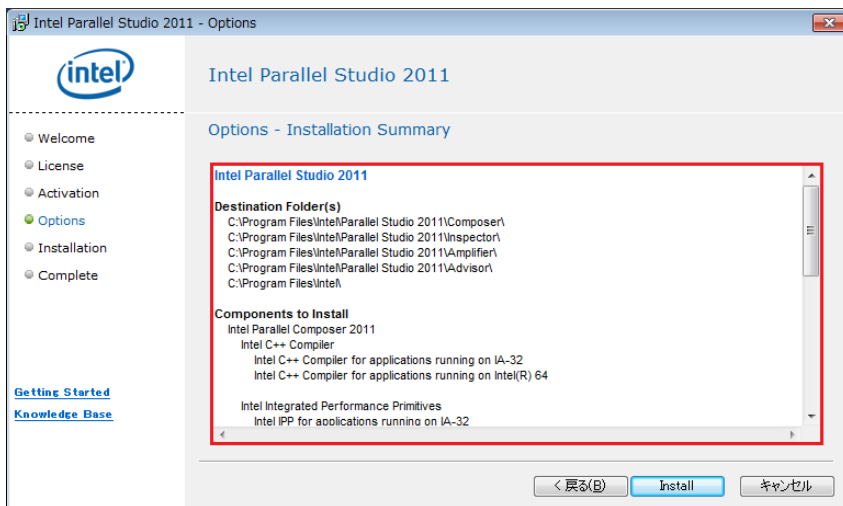 Intel Parallel Studio 2011 - Options
intel
Intel Parallel Studio 2011
Welcome
License
Activation
Options
Installation
Complete
Getting Started
Knowledge Base
Options - Installation Summary
Intel Parallel Studio 2011
Destination Folder(s)
C:\Program Files\Intel\Parallel Studio 2011\Composer\
C:\Program Files\Intel\Parallel Studio 2011\Inspector\
C:\Program Files\Intel\Parallel Studio 2011\Amplifier\
C:\Program Files\Intel\Parallel Studio 2011\Advisor\
C:\Program Files\Intel\
Components to Install
Intel Parallel Composer 2011
Intel C++ Compiler
Intel C++ Compiler for applications running on IA-32
Intel C++ Compiler for applications running on Intel(R) 64
Intel Integrated Performance Primitives
Intel IPP for applications running on IA-32
< 戻る(B)
Install
キャンセル